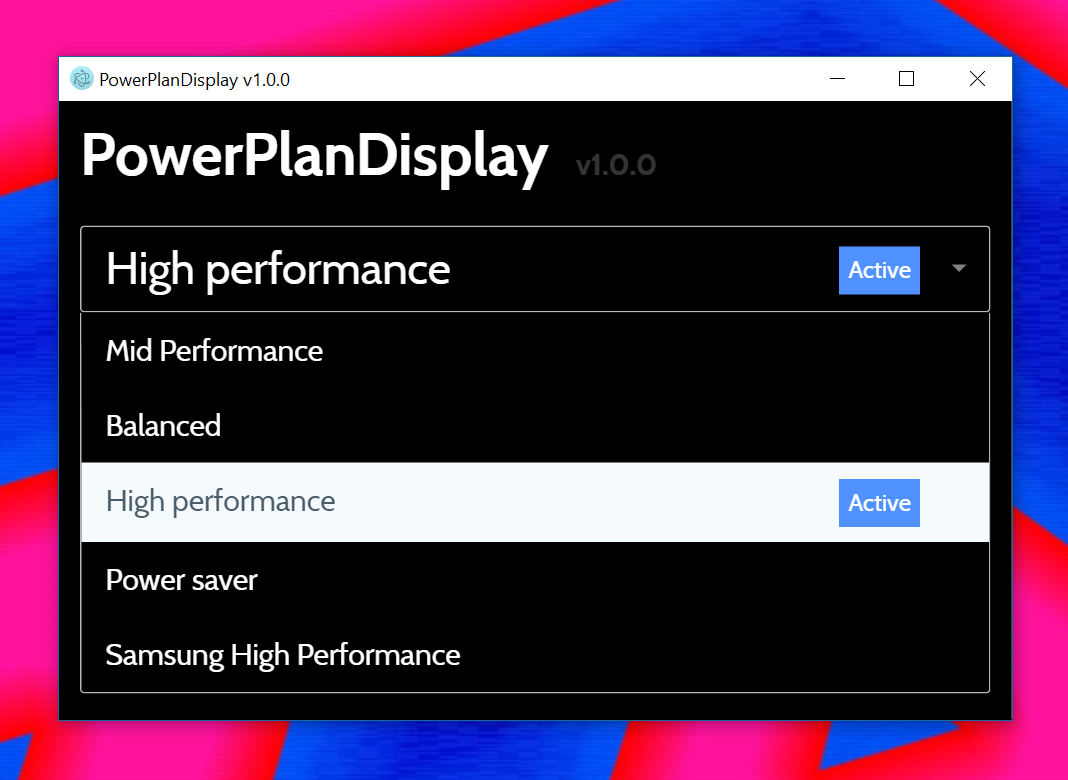 PowerPlanDisplay v1.0.0
PowerPlanDisplay v1.0.0
High performance Active
Mid Performance
Balanced
High performance Active
Power saver
Samsung High Performance